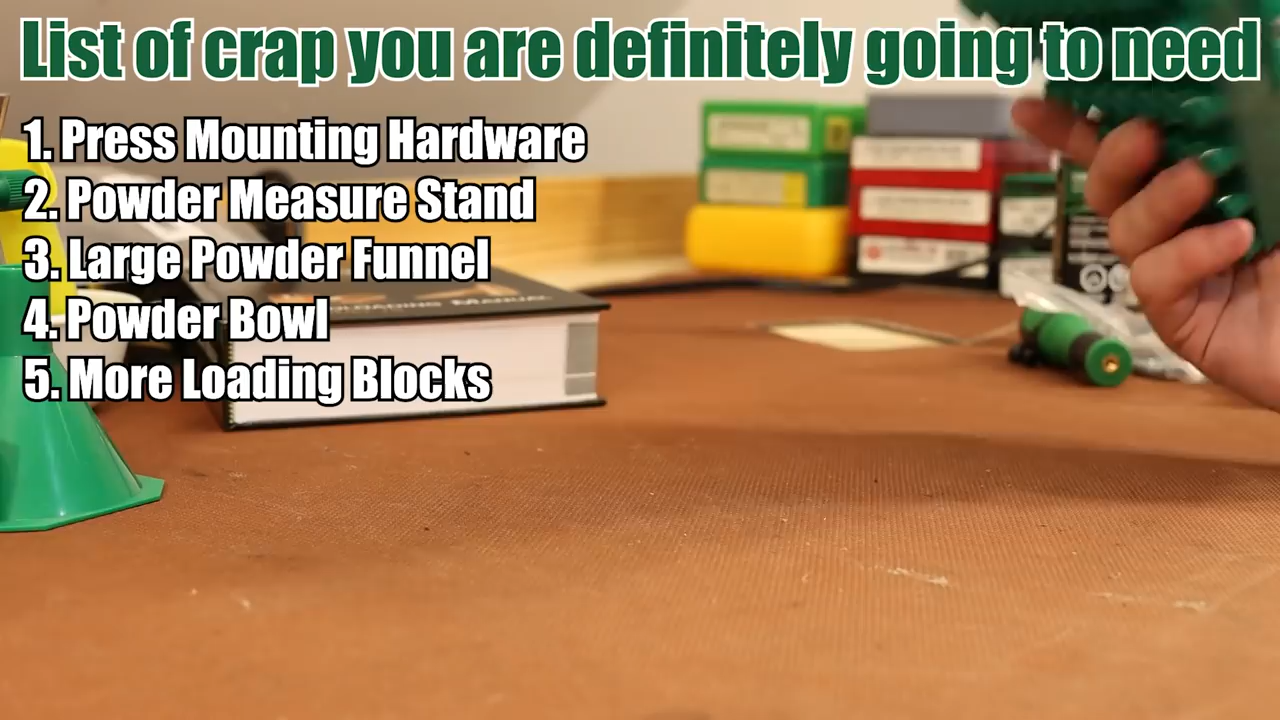 List of crap you are definitely going to need
1. Press Mounting Hardware
2. Powder Measure Stand
3. Large Powder Funnel
4. Powder Bowl
5. More Loading Blocks
Manual